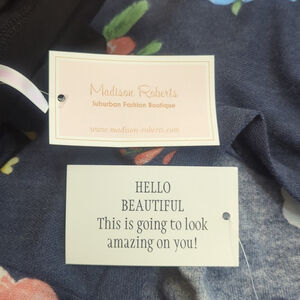 Madison Roberts
Suburban Fashion Boutique
www.madison-roberts.com
HELLO
BEAUTIFUL
This is going to look
amazing on you!